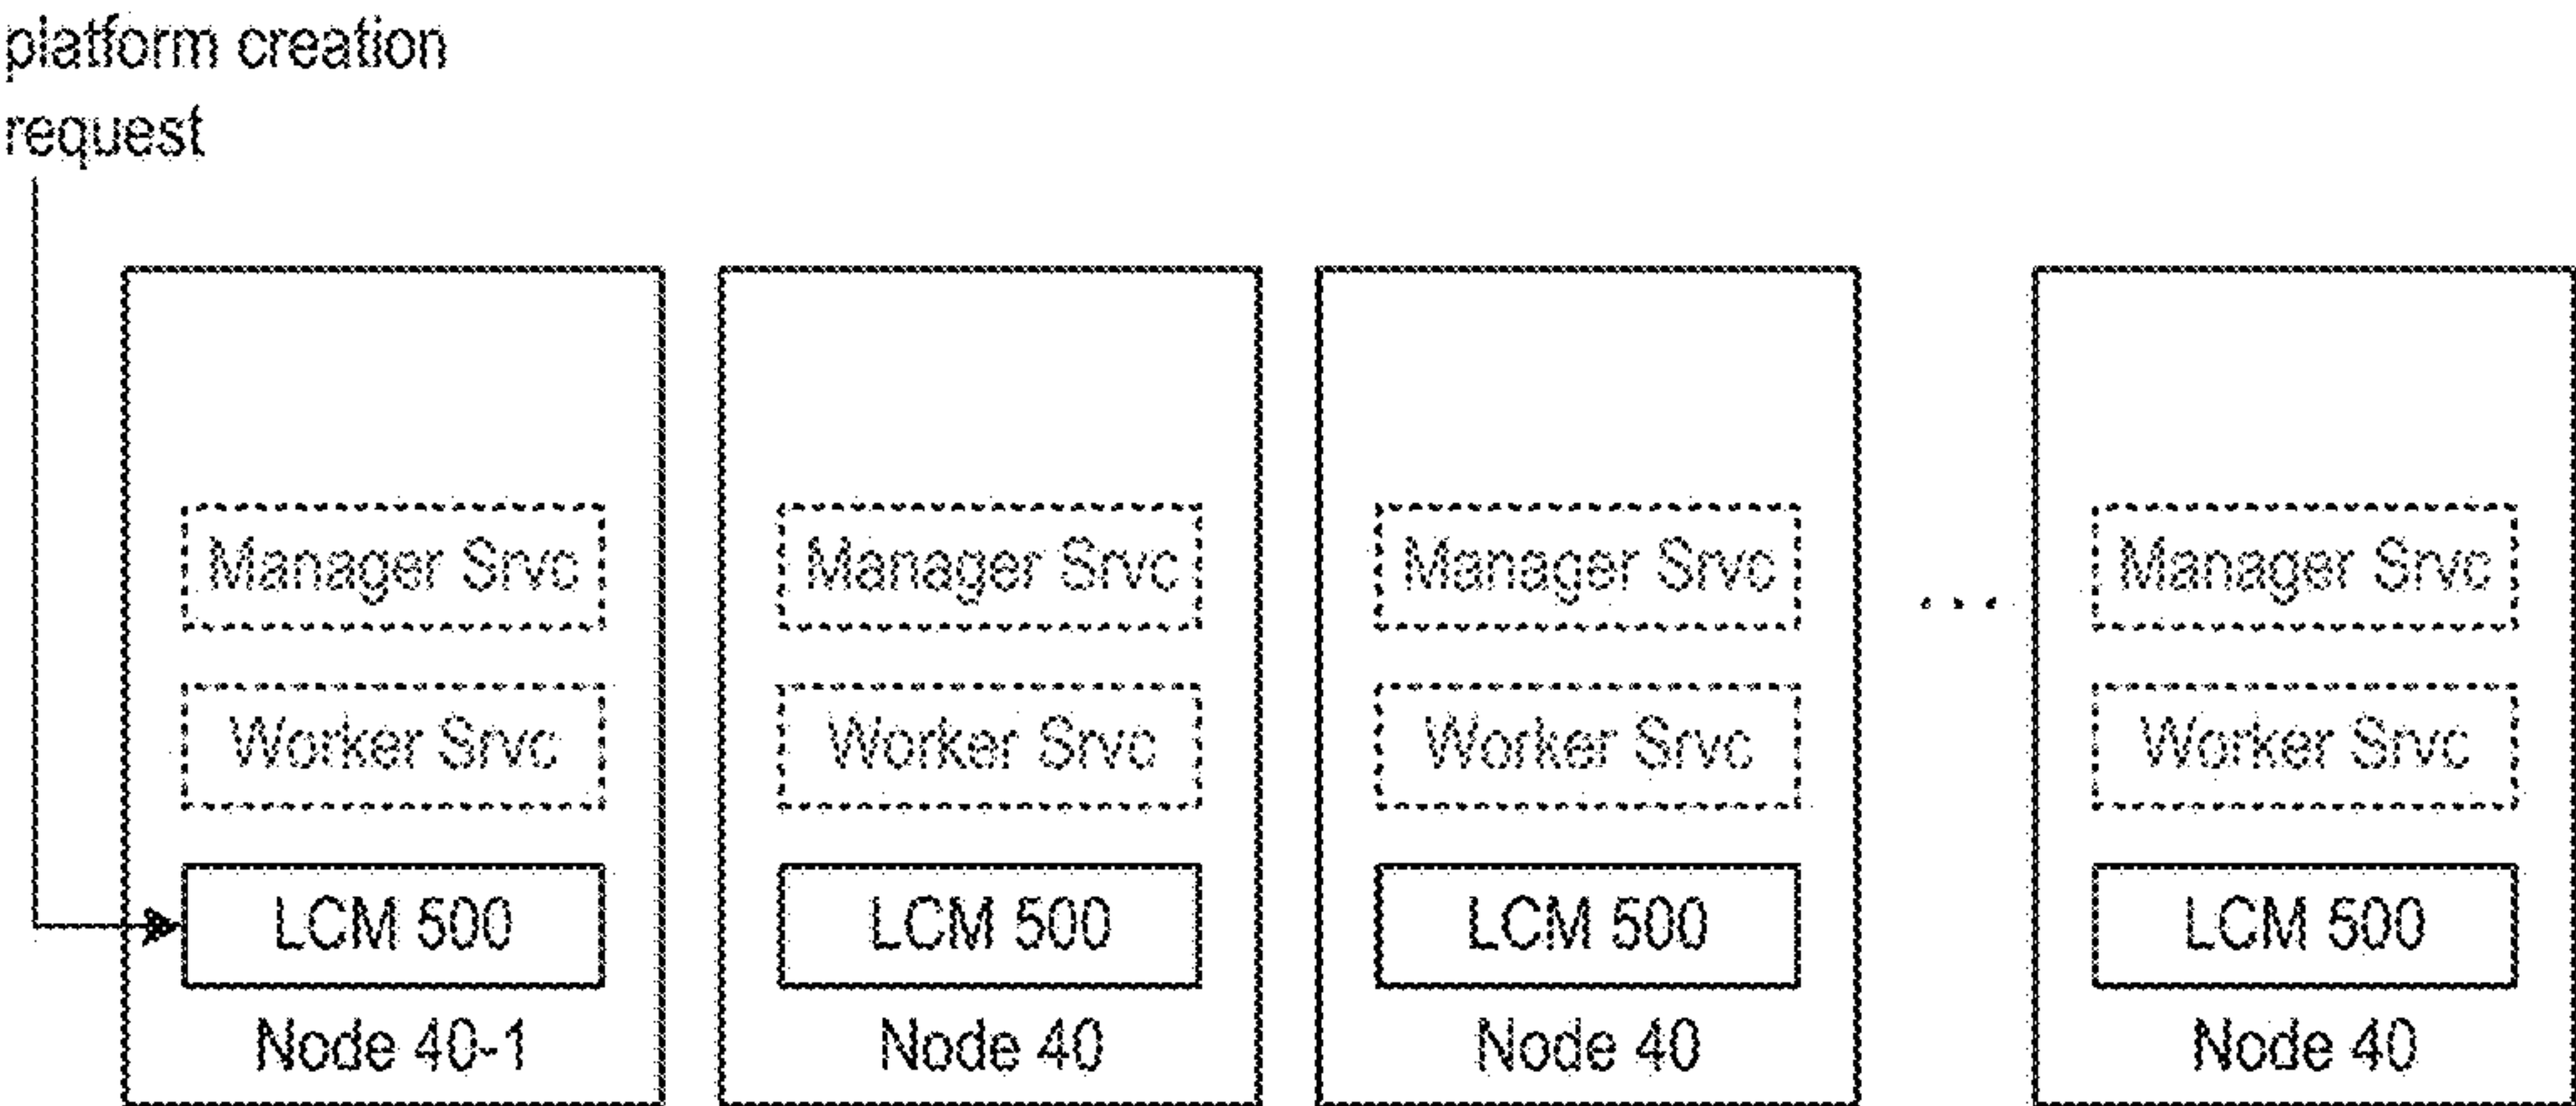 platform creation
request
Manager Srvc
Manager Srvc
Manager Srvc
...
Manager Srvc
Worker Srvc
Worker Srvc
Worker Srvc
Worker Srvc
LCM 500
LCM 500
LCM 500
LCM 500
Node 40-1
Node 40
Node 40
Node 40